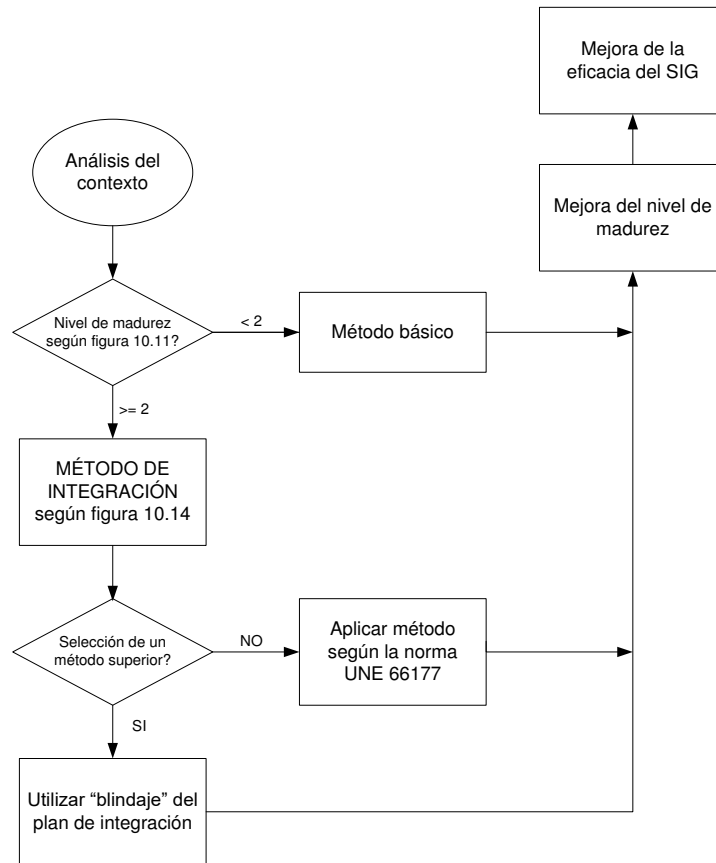 Mejora de la
eficacia del SIG
Análisis del
contexto
Mejora del nivel de
madurez
Nivel de madurez
según figura 10.11?
< 2
Método básico
>= 2
MÉTODO DE
INTEGRACIÓN
según figura 10.14
Selección de un
método superior?
NO
Aplicar método
según la norma
UNE 66177
SI
Utilizar “blindaje” del
plan de integración